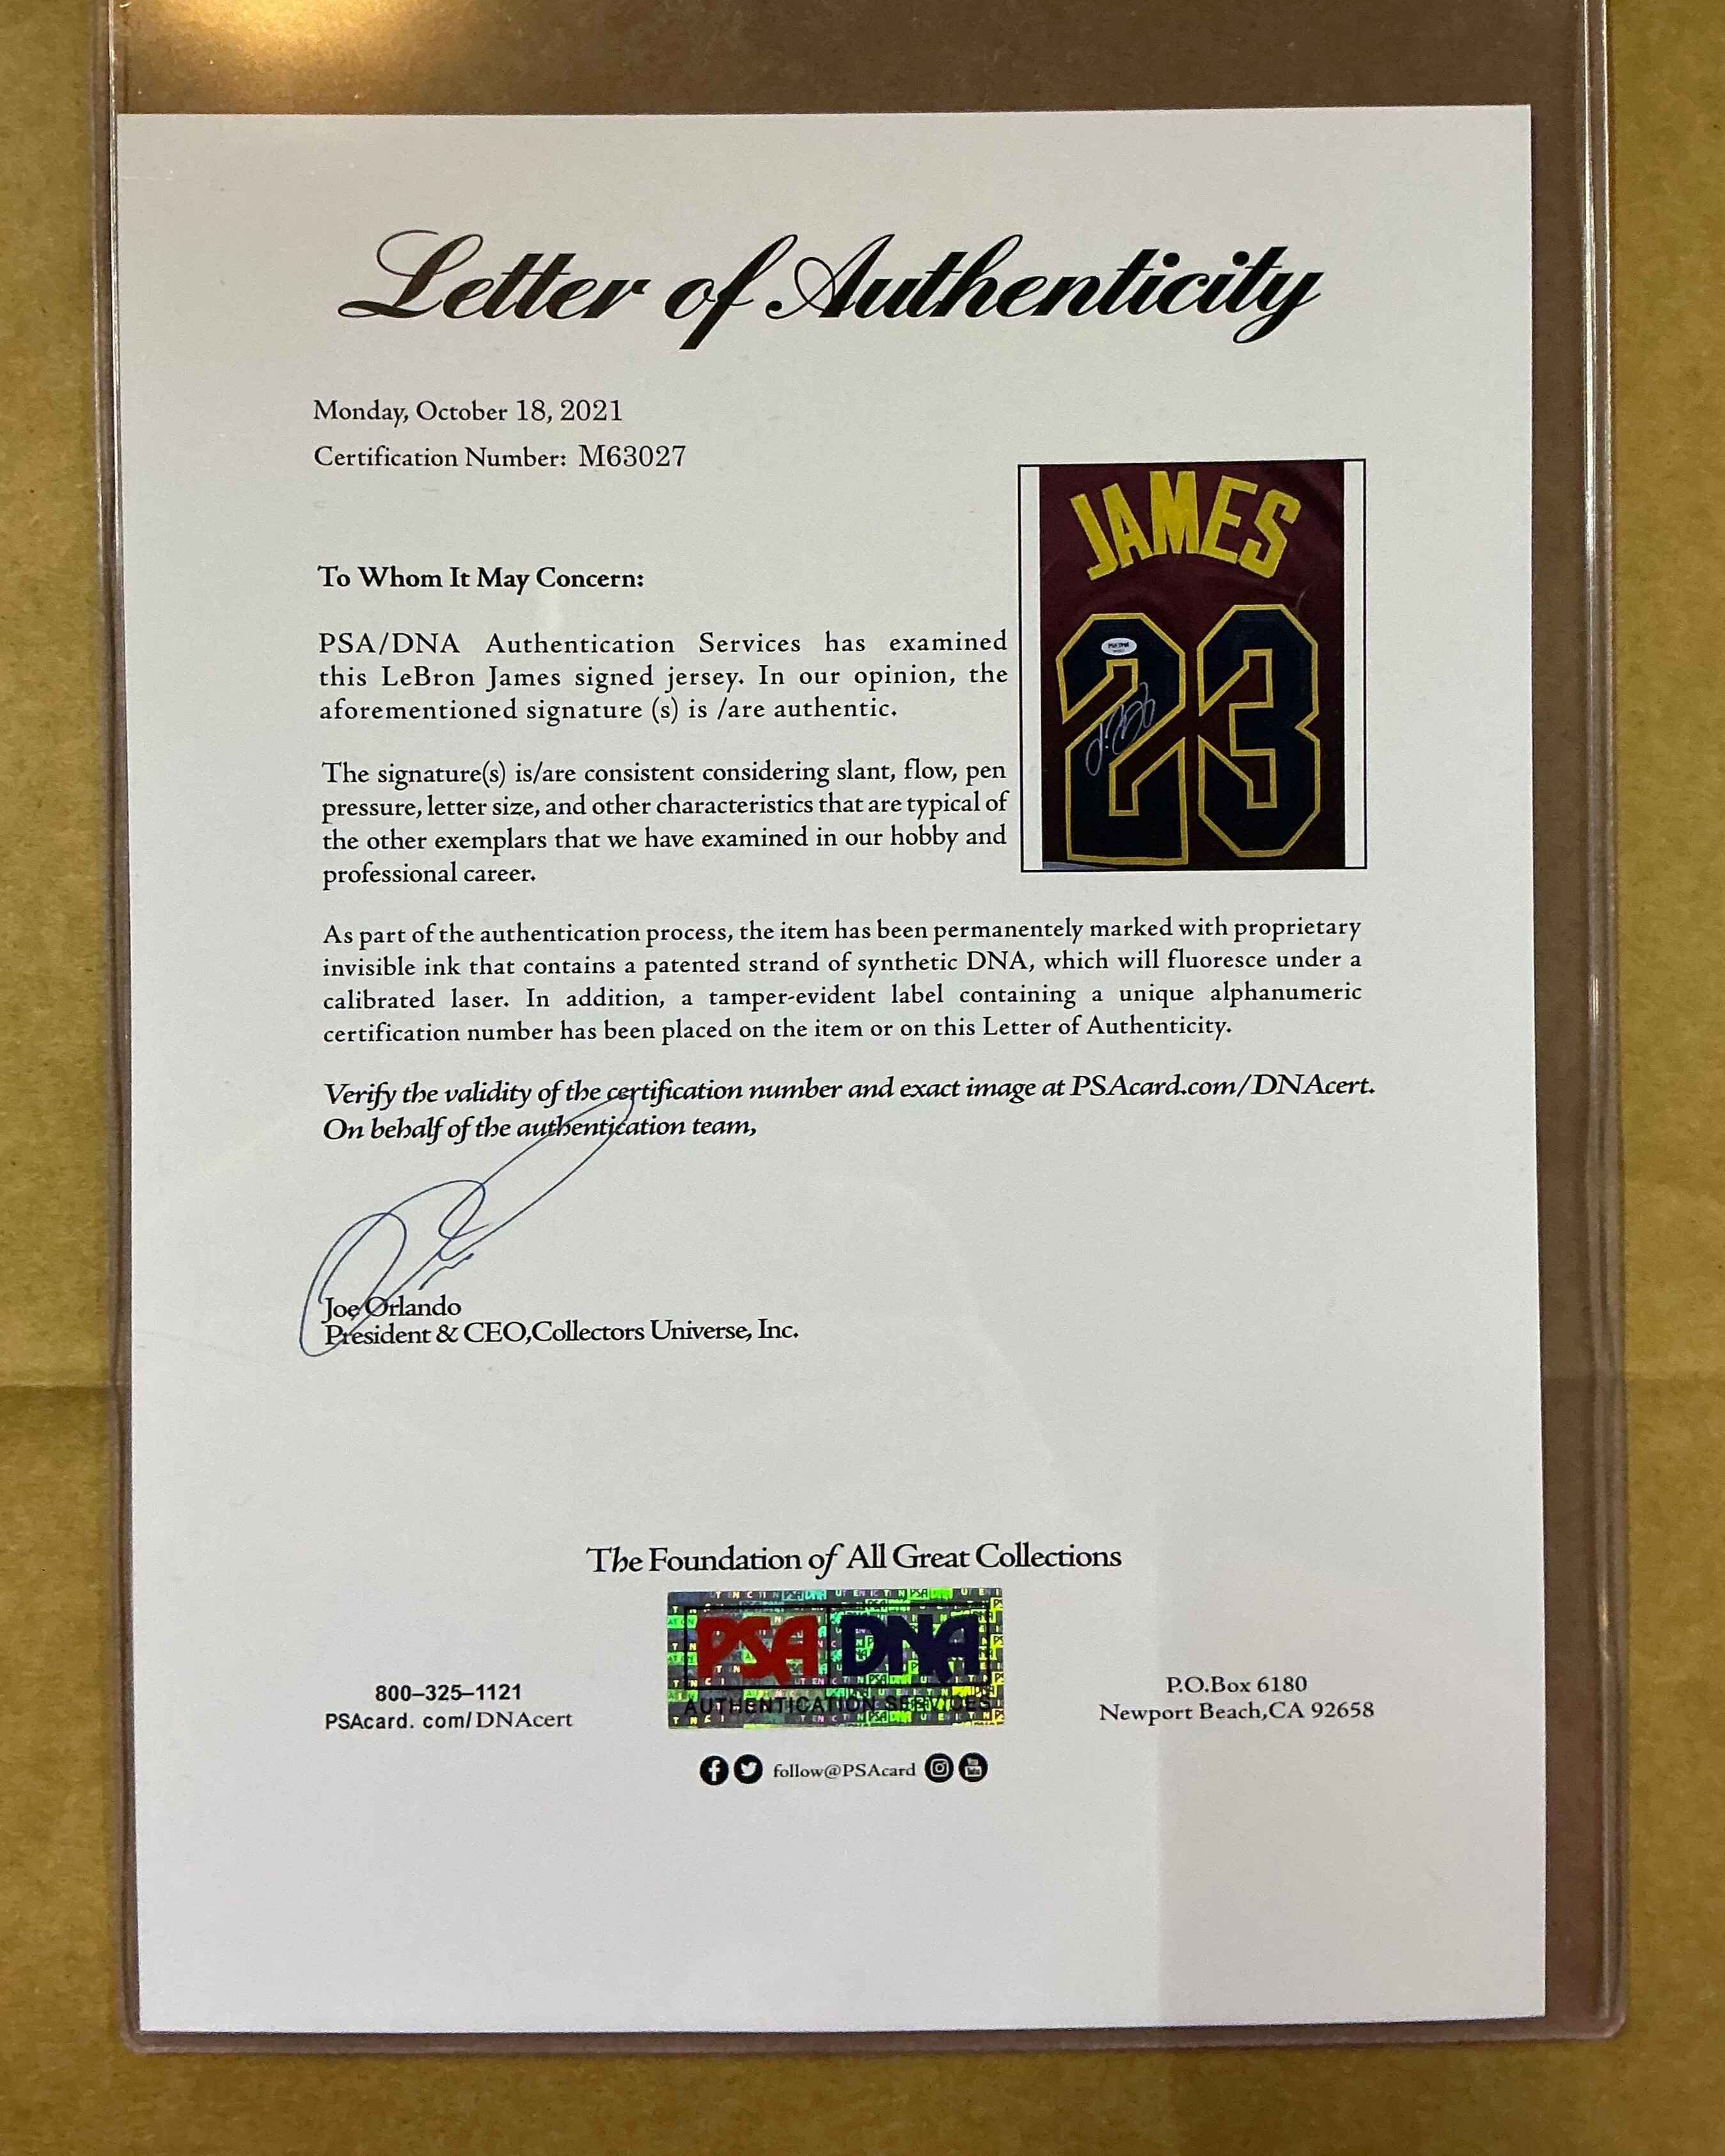 Letter of Authenticity
Monday, October 18, 2021
Certification Number: M63027
JAMES
23
To Whom It May Concern:
PSA/DNA Authentication Services has examined
this LeBron James signed jersey. In our opinion, the
aforementioned signature (s) is /are authentic.
The signature(s) is/are consistent considering slant, flow, pen
pressure, letter size, and other characteristics that are typical of
the other exemplars that we have examined in our hobby and
professional career.
As part of the authentication process, the item has been permanently marked with proprietary
invisible ink that contains a patented strand of synthetic DNA, which will fluoresce under a
calibrated laser. In addition, a tamper-evident label containing a unique alphanumeric
certification number has been placed on the item or on this Letter of Authenticity.
Verify the validity of the certification number and exact image at PSAcard.com/DNAcert.
On behalf of the authentication team,
Joe Orlando
President & CEO,Collectors Universe, Inc.
The Foundation of All Great Collections
PSA DNA
AUTHENTICATION SERVICES
800-325-1121
PSAcard. com/DNAcert
P.O.Box 6180
Newport Beach,CA 92658
follow@PSAcard